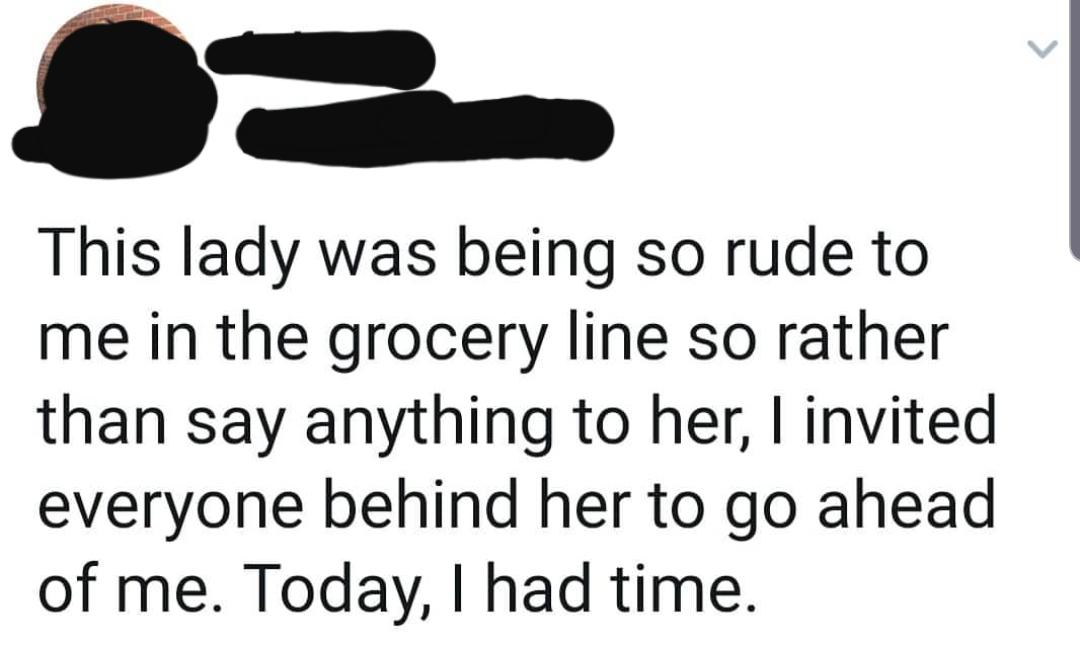 This lady was being so rude to
me in the grocery line so rather
than say anything to her, I invited
everyone behind her to go ahead
of me. Today, I had time.